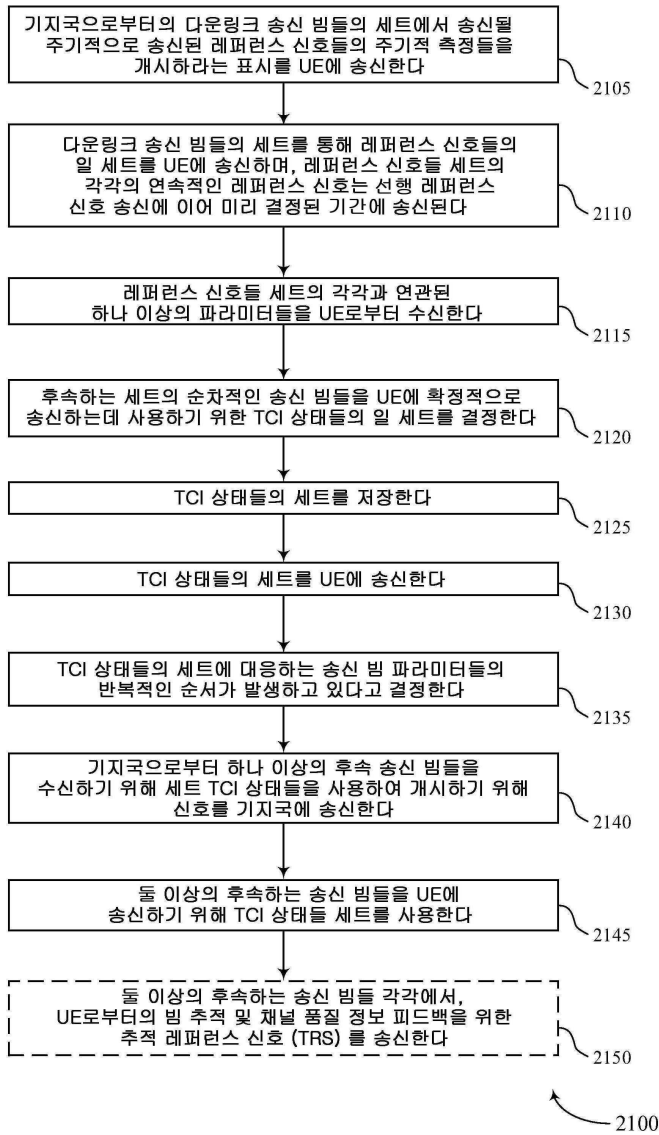 기지국으로부터의 다운링크 송신 빔들의 세트에서 송신될
주기적으로 송신된 레퍼런스 신호들의 주기적 측정들을
개시하라는 표시를 UE에 송신한다
2105
다운링크 송신 빔들의 세트를 통해 레퍼런스 신호들의
일 세트를 UE에 송신하며, 레퍼런스 신호들 세트의
각각의 연속적인 레퍼런스 신호는 선행 레퍼런스
신호 송신에 이어 미리 결정된 기간에 송신된다
2110
레퍼런스 신호들 세트의 각각과 연관된
하나 이상의 파라미터들을 UE로부터 수신한다
2115
후속하는 세트의 순차적인 송신 빔들을 UE에 확정적으로
송신하는데 사용하기 위한 TCI 상태들의 일 세트를 결정한다
2120
TCI 상태들의 세트를 저장한다
2125
TCI 상태들의 세트를 UE에 송신한다
2130
TCI 상태들의 세트에 대응하는 송신 빔 파라미터들의
반복적인 순서가 발생하고 있다고 결정한다
2135
기지국으로부터 하나 이상의 후속 송신 빔들을
수신하기 위해 세트 TCI 상태들을 사용하여 개시하기 위해
신호를 기지국에 송신한다
2140
둘 이상의 후속하는 송신 빔들을 UE에
송신하기 위해 TCI 상태들 세트를 사용한다
2145
둘 이상의 후속하는 송신 빔들 각각에서,
UE로부터의 빔 추적 및 채널 품질 정보 피드백을 위한
추적 레퍼런스 신호 (TRS) 를 송신한다
2150
2100